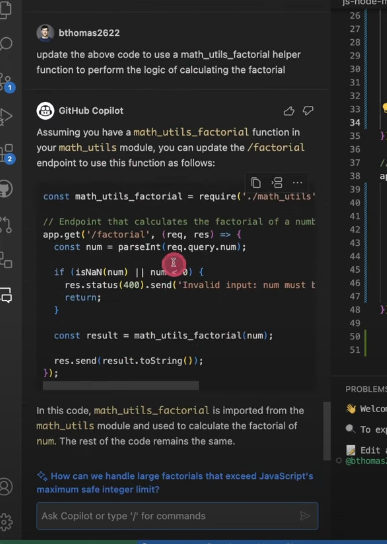 js-node-m
bthomas2622
update the above code to use a math_utils_factorial helper
function to perform the logic of calculating the factorial
GitHub Copilot
Assuming you have a math_utils_factorial function in
your math_utils module, you can update the /factorial
endpoint to use this function as follows:
const math_utils_factorial = require('./math_utils'
// Endpoint that calculates the factorial of a numb
app.get('/factorial', (req, res) => {
const num = parseInt(req.query.num);
if (isNaN(num) || num 0) {
res.status(400).send('Invalid input: num must b
return;
}
const result = math_utils_factorial(num);
res.send(result.toString());
});
In this code, math_utils_factorial is imported from the
math_utils module and used to calculate the factorial of
num. The rest of the code remains the same.
How can we handle large factorials that exceed JavaScript's
maximum safe integer limit?
Ask Copilot or type '/' for commands
1
2
26
27
28
29
30
31
32
33
34
35 }
36
37 //
38 ap
39
40
41
42
43
44
45
46
47
48 }
49
50
51
PROBLEMS
Welco
To exp
Edit a
@bthomas